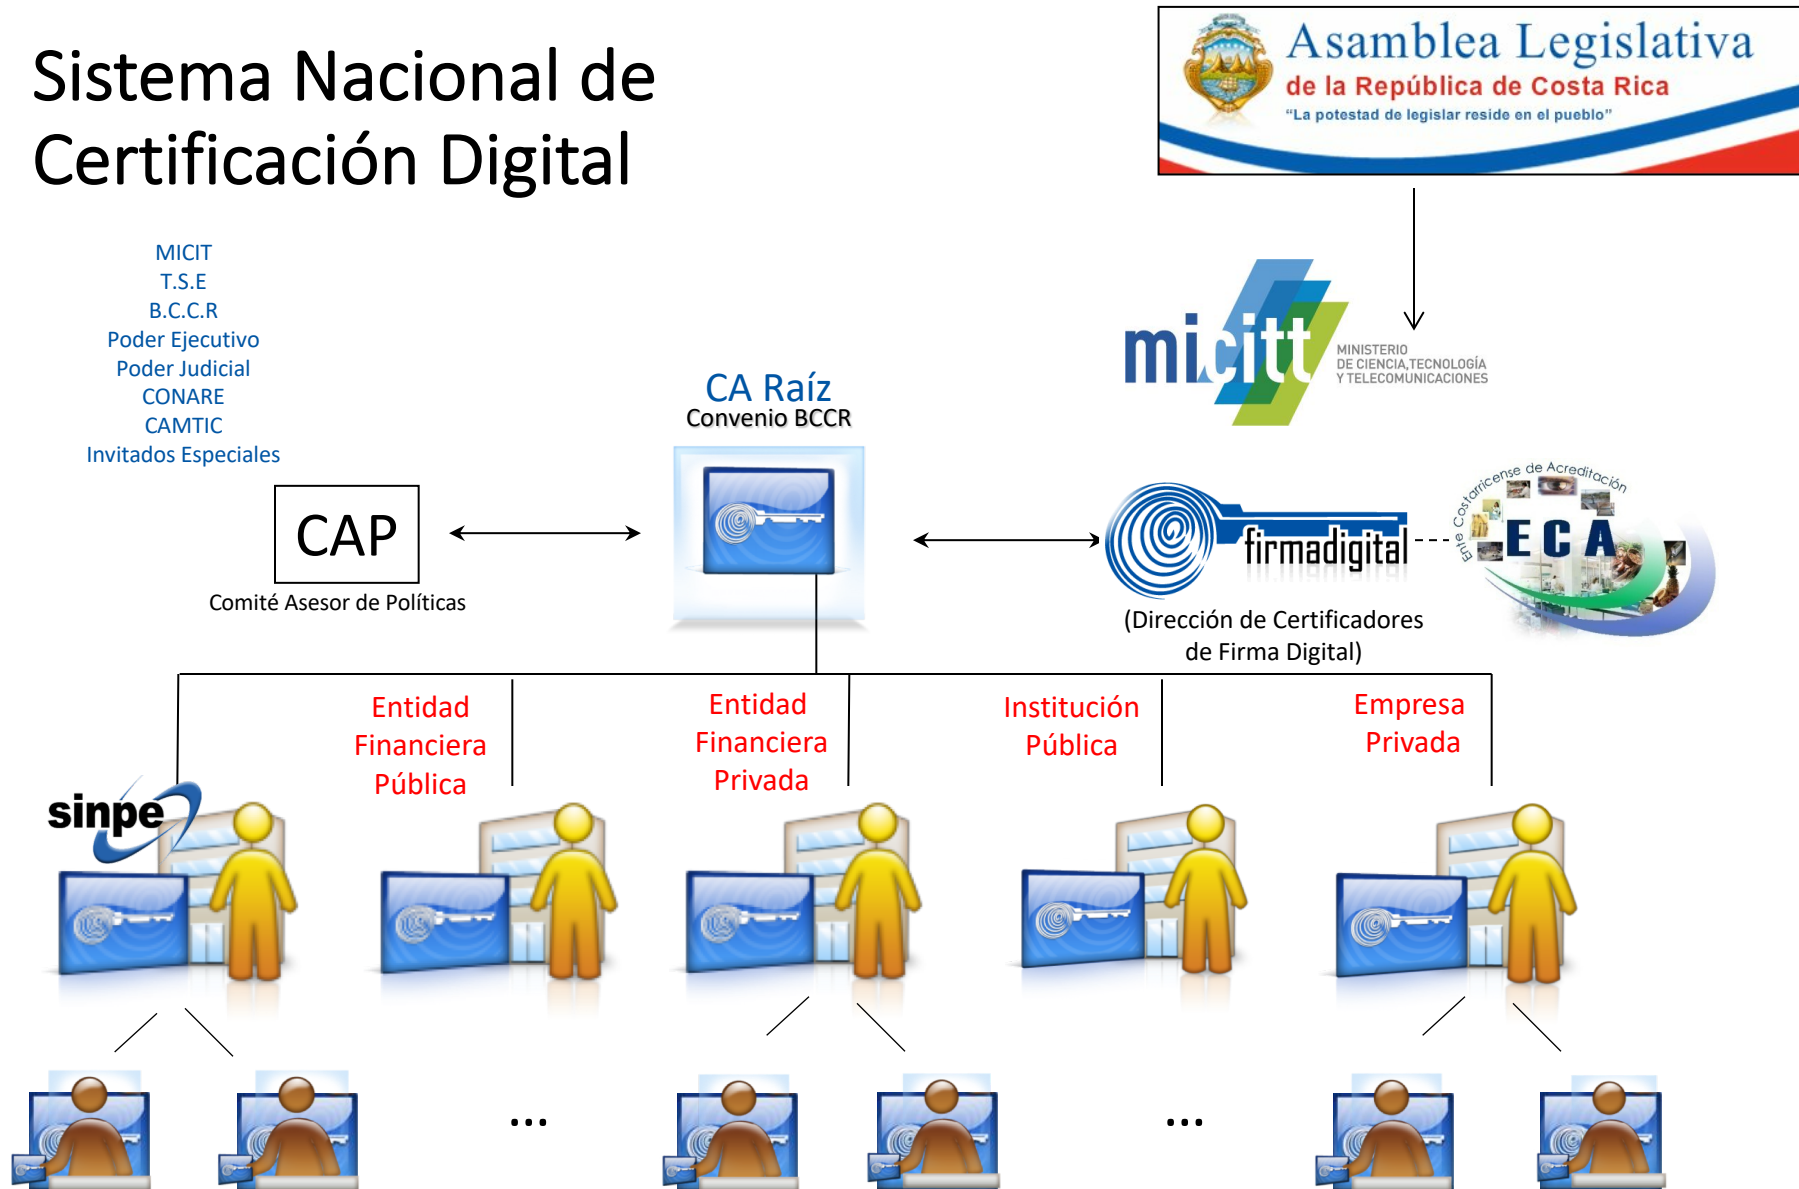 Sistema Nacional de
Certificación Digital
Asamblea Legislativa
de la República de Costa Rica
"La potestad de legislar reside en el pueblo"
MICIT
T.S.E
B.C.C.R
Poder Ejecutivo
Poder Judicial
CONARE
CAMTIC
Invitados Especiales
micitt
MINISTERIO
DE CIENCIA, TECNOLOGÍA
Y TELECOMUNICACIONES
CA Raíz
Convenio BCCR
CAP
Comité Asesor de Políticas
firmadigital
(Dirección de Certificadores
de Firma Digital)
Ente Costarricense de Acreditación
ECA
Entidad
Financiera
Pública
Entidad
Financiera
Privada
Institución
Pública
Empresa
Privada
sinpe
...
...